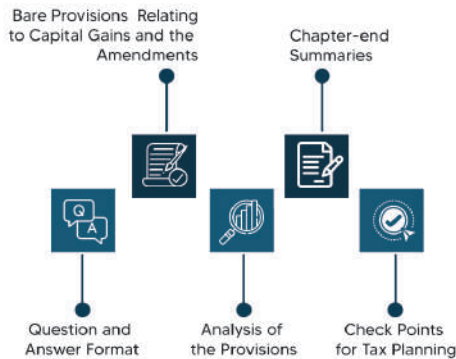 Bare Provisions Relating
to Capital Gains and the
Amendments
Chapter-end
Summaries
Q
A
Question and
Answer Format
Analysis of
the Provisions
Check Points
for Tax Planning